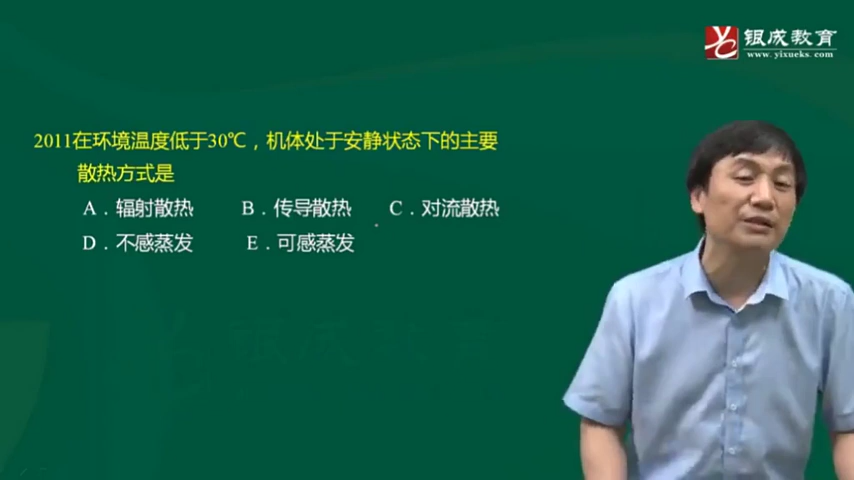 银成教育
www.yixueks.com
2011在环境温度低于30℃，机体处于安静状态下的主要
散热方式是
A．辐射散热 B．传导散热 C．对流散热
D．不感蒸发 E．可感蒸发